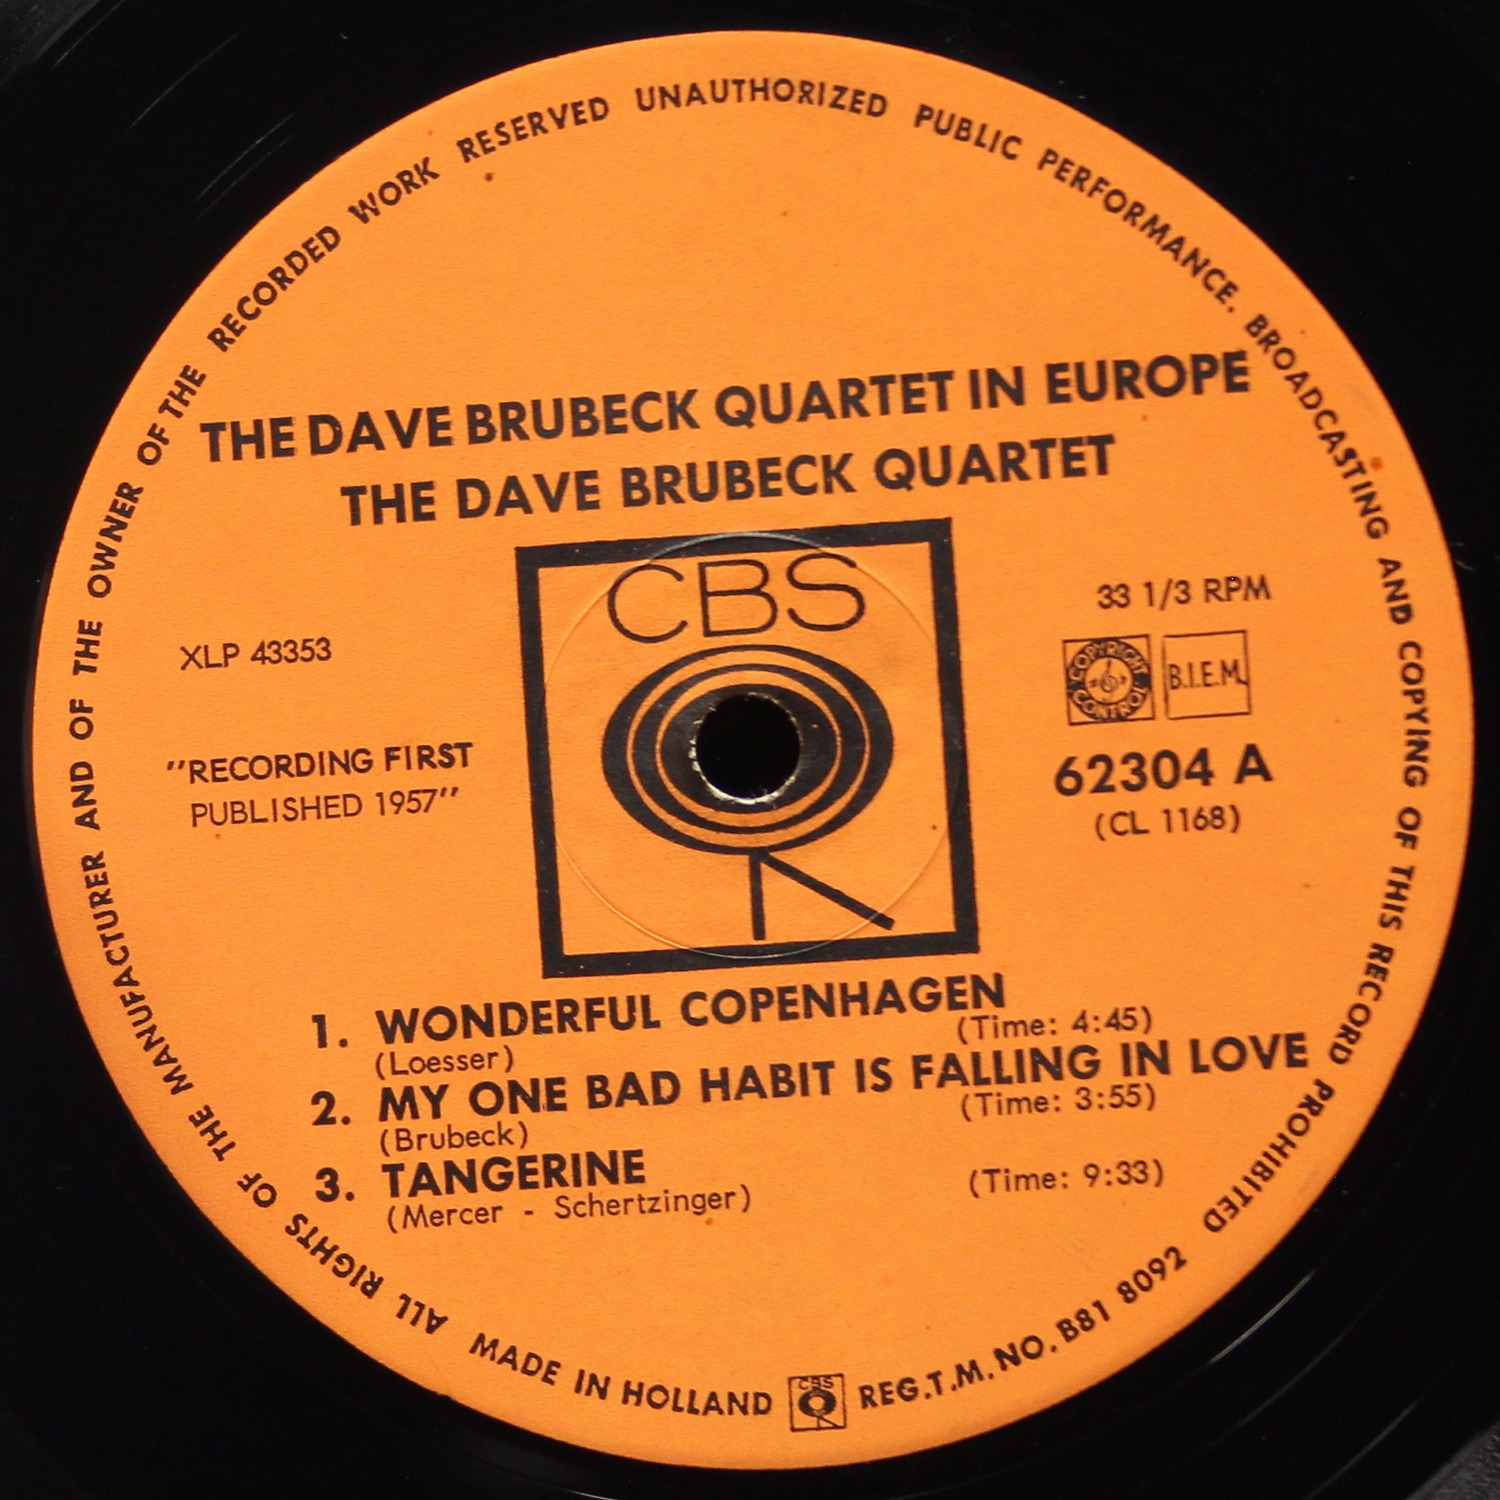 ALL RIGHTS OF THE MANUFACTURER AND OF THE OWNER OF THE RECORDED WORK RESERVED UNAUTHORIZED PUBLIC PERFORMANCE. BROADCASTING AND COPYING OF THIS RECORD PROHIBITED
THE DAVE BRUBECK QUARTET IN EUROPE
THE DAVE BRUBECK QUARTET
CBS
33 1/3 RPM
XLP 43353
COPYRIGHT CONTROL
B.I.E.M.
"RECORDING FIRST
PUBLISHED 1957"
62304 A
(CL 1168)
1. WONDERFUL COPENHAGEN
(Loesser) (Time: 4:45)
2. MY ONE BAD HABIT IS FALLING IN LOVE
(Brubeck) (Time: 3:55)
3. TANGERINE (Time: 9:33)
(Mercer - Schertzinger)
MADE IN HOLLAND CBS REG.T.M.NO. B81 8092